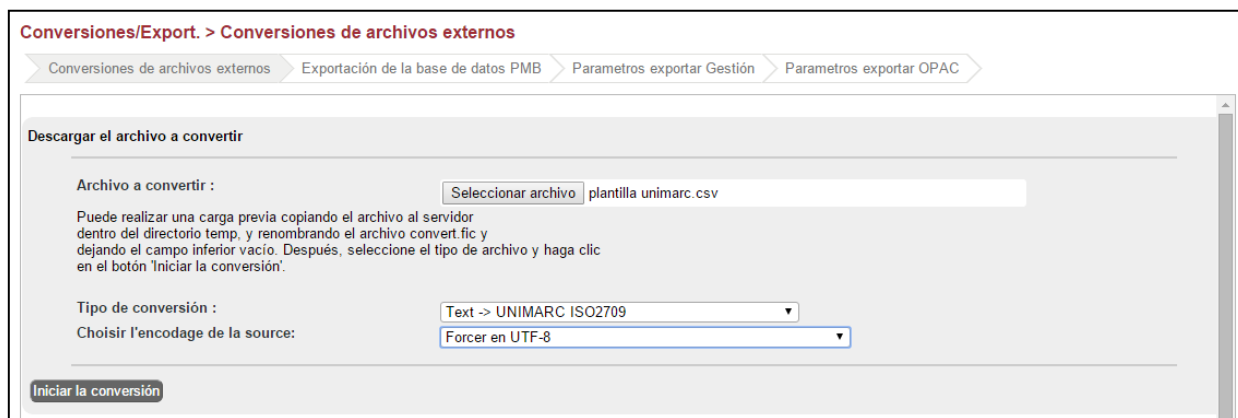 Conversiones/Export. > Conversiones de archivos externos
Conversiones de archivos externos Exportación de la base de datos PMB Parametros exportar Gestión Parametros exportar OPAC
Descargar el archivo a convertir
Archivo a convertir : Seleccionar archivo plantilla unimarc.csv
Puede realizar una carga previa copiando el archivo al servidor
dentro del directorio temp, y renombrando el archivo convert.fic y
dejando el campo inferior vacío. Después, seleccione el tipo de archivo y haga clic
en el botón 'Iniciar la conversión'.
Tipo de conversión : Text -> UNIMARC ISO2709
Choisir l'encodage de la source: Forcer en UTF-8
Iniciar la conversión